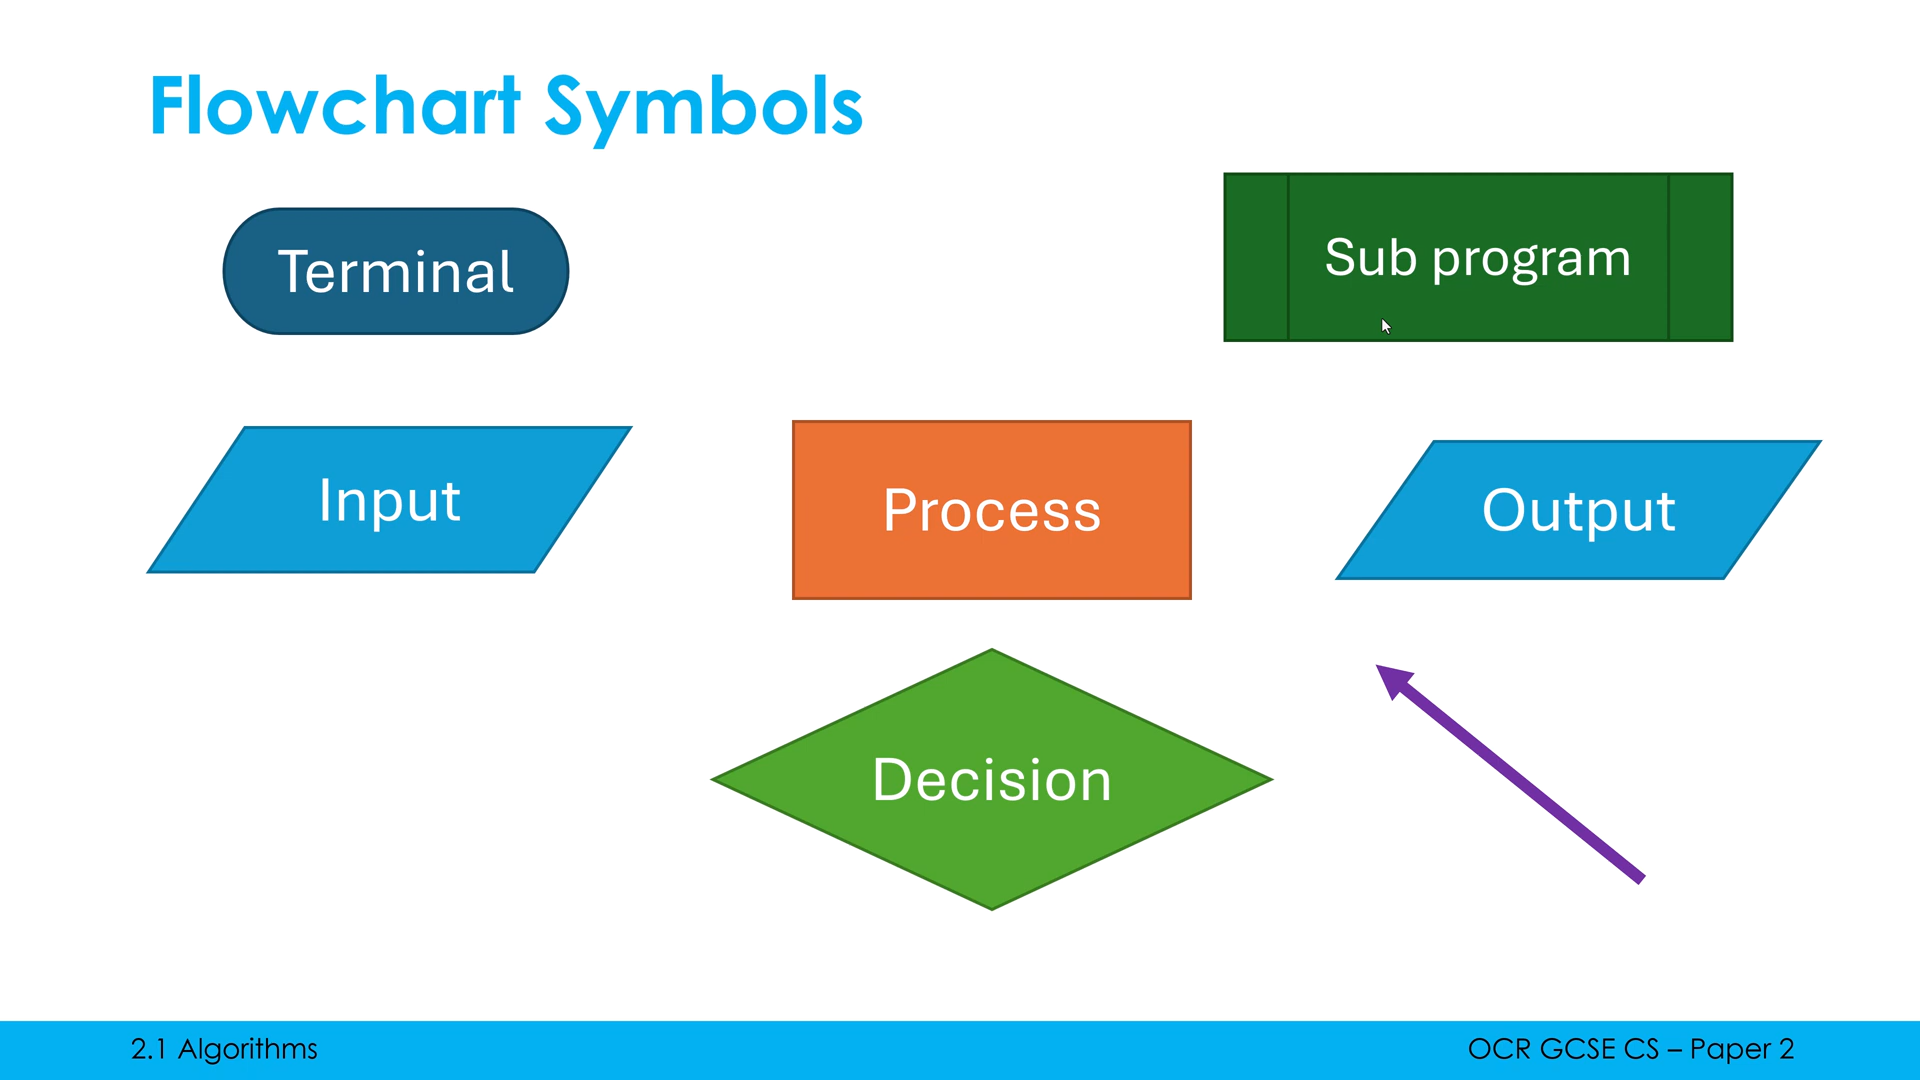 Flowchart Symbols
Terminal
Sub program
Input
Process
Output
Decision
2.1 Algorithms
OCR GCSE CS – Paper 2